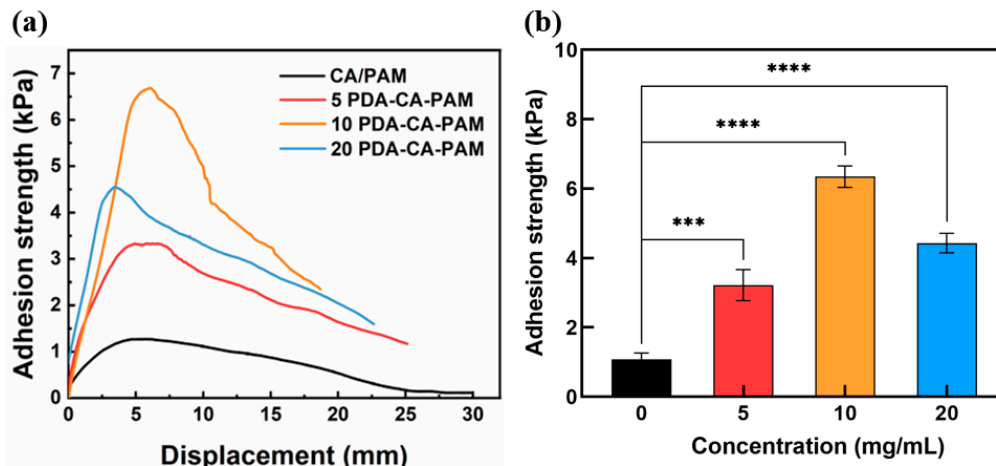 (a)
Adhesion strength (kPa)
7
6
5
4
3
2
1
0
0 5 10 15 20 25 30
Displacement (mm)
CA/PAM
5 PDA-CA-PAM
10 PDA-CA-PAM
20 PDA-CA-PAM
(b)
Adhesion strength (kPa)
10
8
6
4
2
0
****
****
***
0 5 10 20
Concentration (mg/mL)